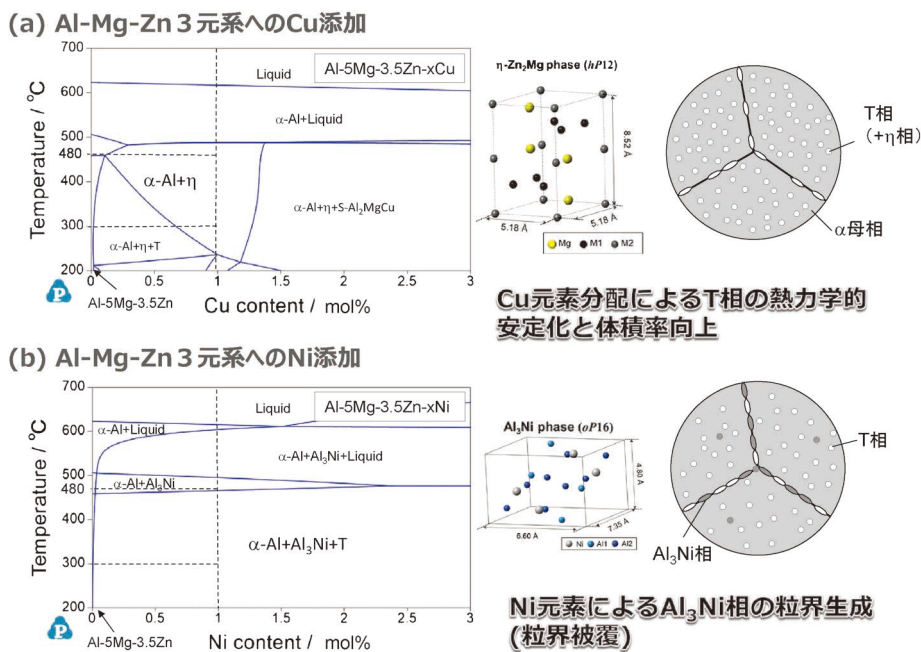 (a) Al-Mg-Zn３元系へのCu添加
Temperature / ℃
700
600
500
480
400
300
200
Liquid
Al-5Mg-3.5Zn-xCu
α-Al+Liquid
α-Al+η
α-Al+η+T
α-Al+η+S-Al₂MgCu
0
0.5
1
1.5
2
2.5
3
P
Al-5Mg-3.5Zn
Cu content / mol%
η-Zn₂Mg phase (hP12)
8.52 Å
5.18 Å
5.18 Å
Mg M1 M2
T相
(+η相)
α母相
Cu元素分配によるT相の熱力学的
安定化と体積率向上
(b) Al-Mg-Zn３元系へのNi添加
Temperature / ℃
700
600
500
480
400
300
200
Liquid
Al-5Mg-3.5Zn-xNi
α-Al+Liquid
α-Al+Al₃Ni+Liquid
α-Al+Al₃Ni
α-Al+Al₃Ni+T
0
0.5
1
1.5
2
2.5
3
P
Al-5Mg-3.5Zn
Ni content / mol%
Al₃Ni phase (oP16)
4.80 Å
7.35 Å
6.60 Å
Ni Al1 Al2
T相
Al₃Ni相
Ni元素によるAl₃Ni相の粒界生成
(粒界被覆)